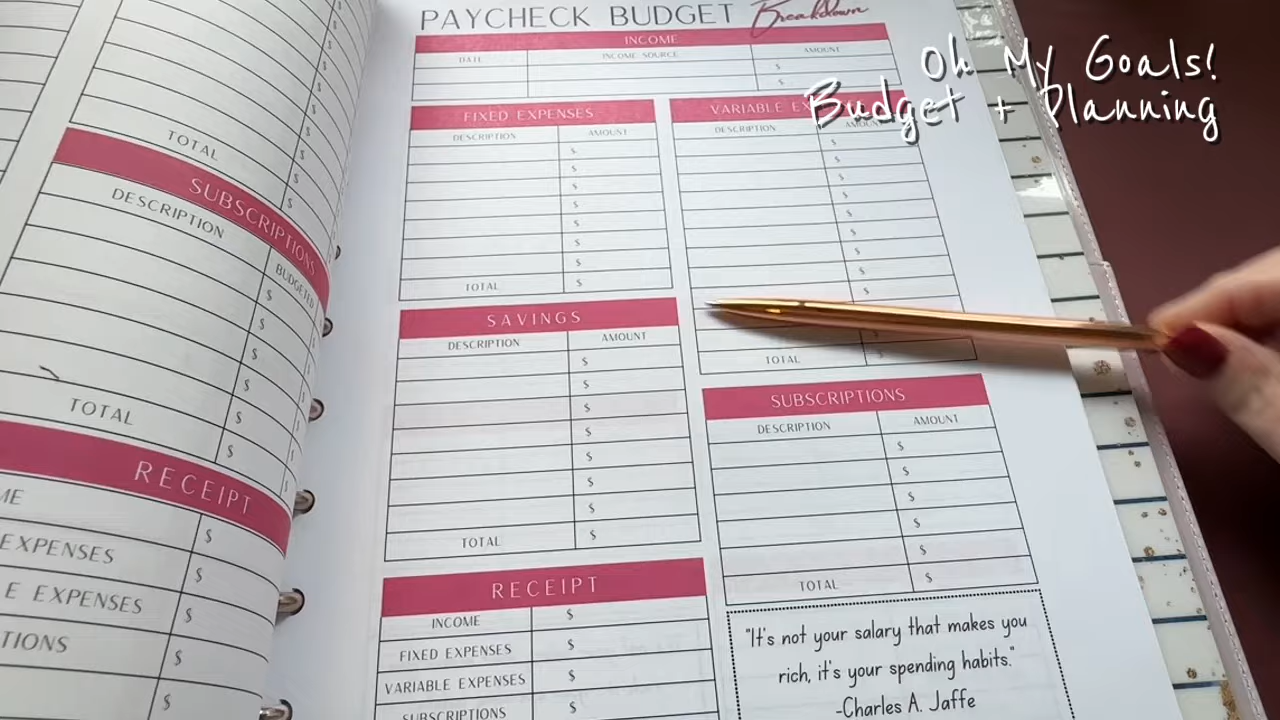 Oh My Goals!
Budget + Planning
TOTAL
$
$
SUBSCRIPTIONS
DESCRIPTION
BUDGETED
$
$
$
$
$
TOTAL
$
RECEIPT
ME
$
EXPENSES
$
E EXPENSES
$
TIONS
$
$
PAYCHECK BUDGET Breakdown
INCOME
DATE
INCOME SOURCE
AMOUNT
$
$
FIXED EXPENSES
DESCRIPTION
AMOUNT
$
$
$
$
$
$
$
TOTAL
$
VARIABLE EX
DESCRIPTION
$
$
$
$
$
$
$
$
$
TOTAL
SAVINGS
DESCRIPTION
AMOUNT
$
$
$
$
$
$
$
TOTAL
$
SUBSCRIPTIONS
DESCRIPTION
AMOUNT
$
$
$
$
$
TOTAL
$
RECEIPT
INCOME
$
FIXED EXPENSES
$
VARIABLE EXPENSES
$
SUBSCRIPTIONS
"It's not your salary that makes you
rich, it's your spending habits."
-Charles A. Jaffe